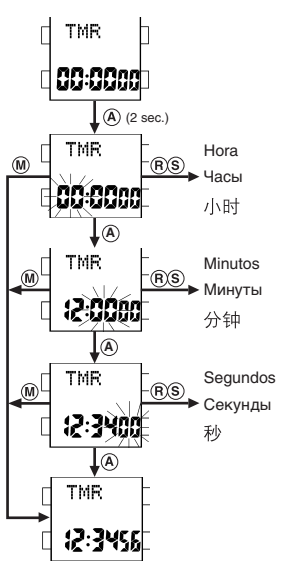 TMR
00:0000
A (2 sec.)
TMR
M
R S
00:0000
Hora
Часы
小时
A
TMR
M
R S
12:0000
Minutos
Минуты
分钟
A
TMR
M
R S
12:3400
Segundos
Секунды
秒
A
TMR
12:3456